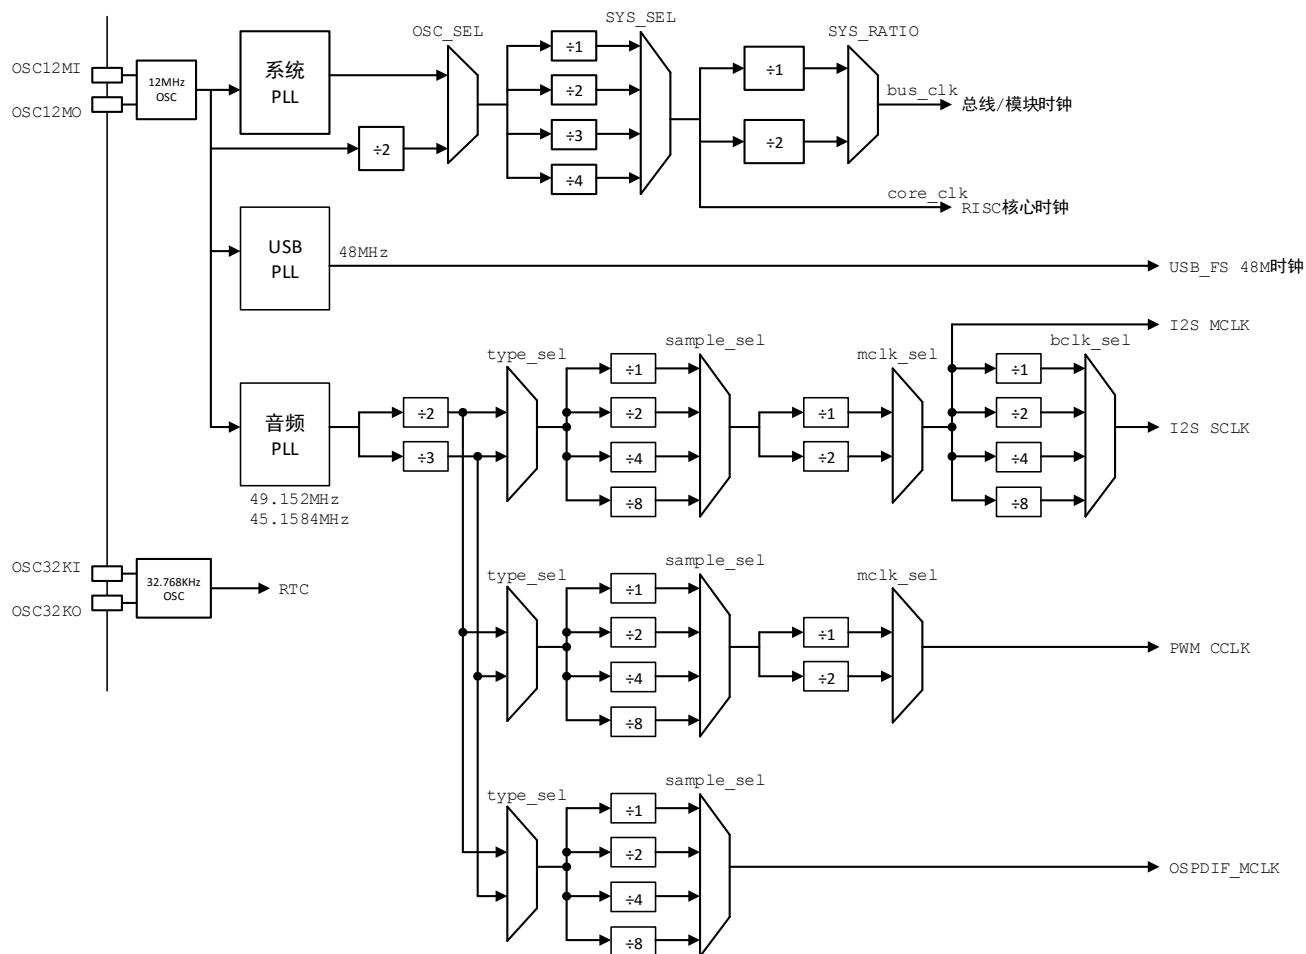 SYS_SEL
OSC_SEL
SYS_RATIO
÷1
OSC12MI
系统
PLL
÷1
12MHz
OSC
÷2
bus_clk
总线/模块时钟
OSC12MO
÷2
÷3
÷2
÷4
core_clk
RISC核心时钟
USB
PLL
48MHz
USB_FS 48M时钟
I2S MCLK
type_sel
sample_sel
mclk_sel
bclk_sel
÷1
÷1
音频
PLL
÷2
÷2
÷1
÷2
I2S SCLK
÷3
÷4
÷2
÷4
49.152MHz
45.1584MHz
÷8
÷8
OSC32KI
32.768KHz
OSC
RTC
OSC32KO
type_sel
sample_sel
mclk_sel
÷1
÷2
÷1
PWM CCLK
÷4
÷2
÷8
type_sel
sample_sel
÷1
÷2
OSPDIF_MCLK
÷4
÷8